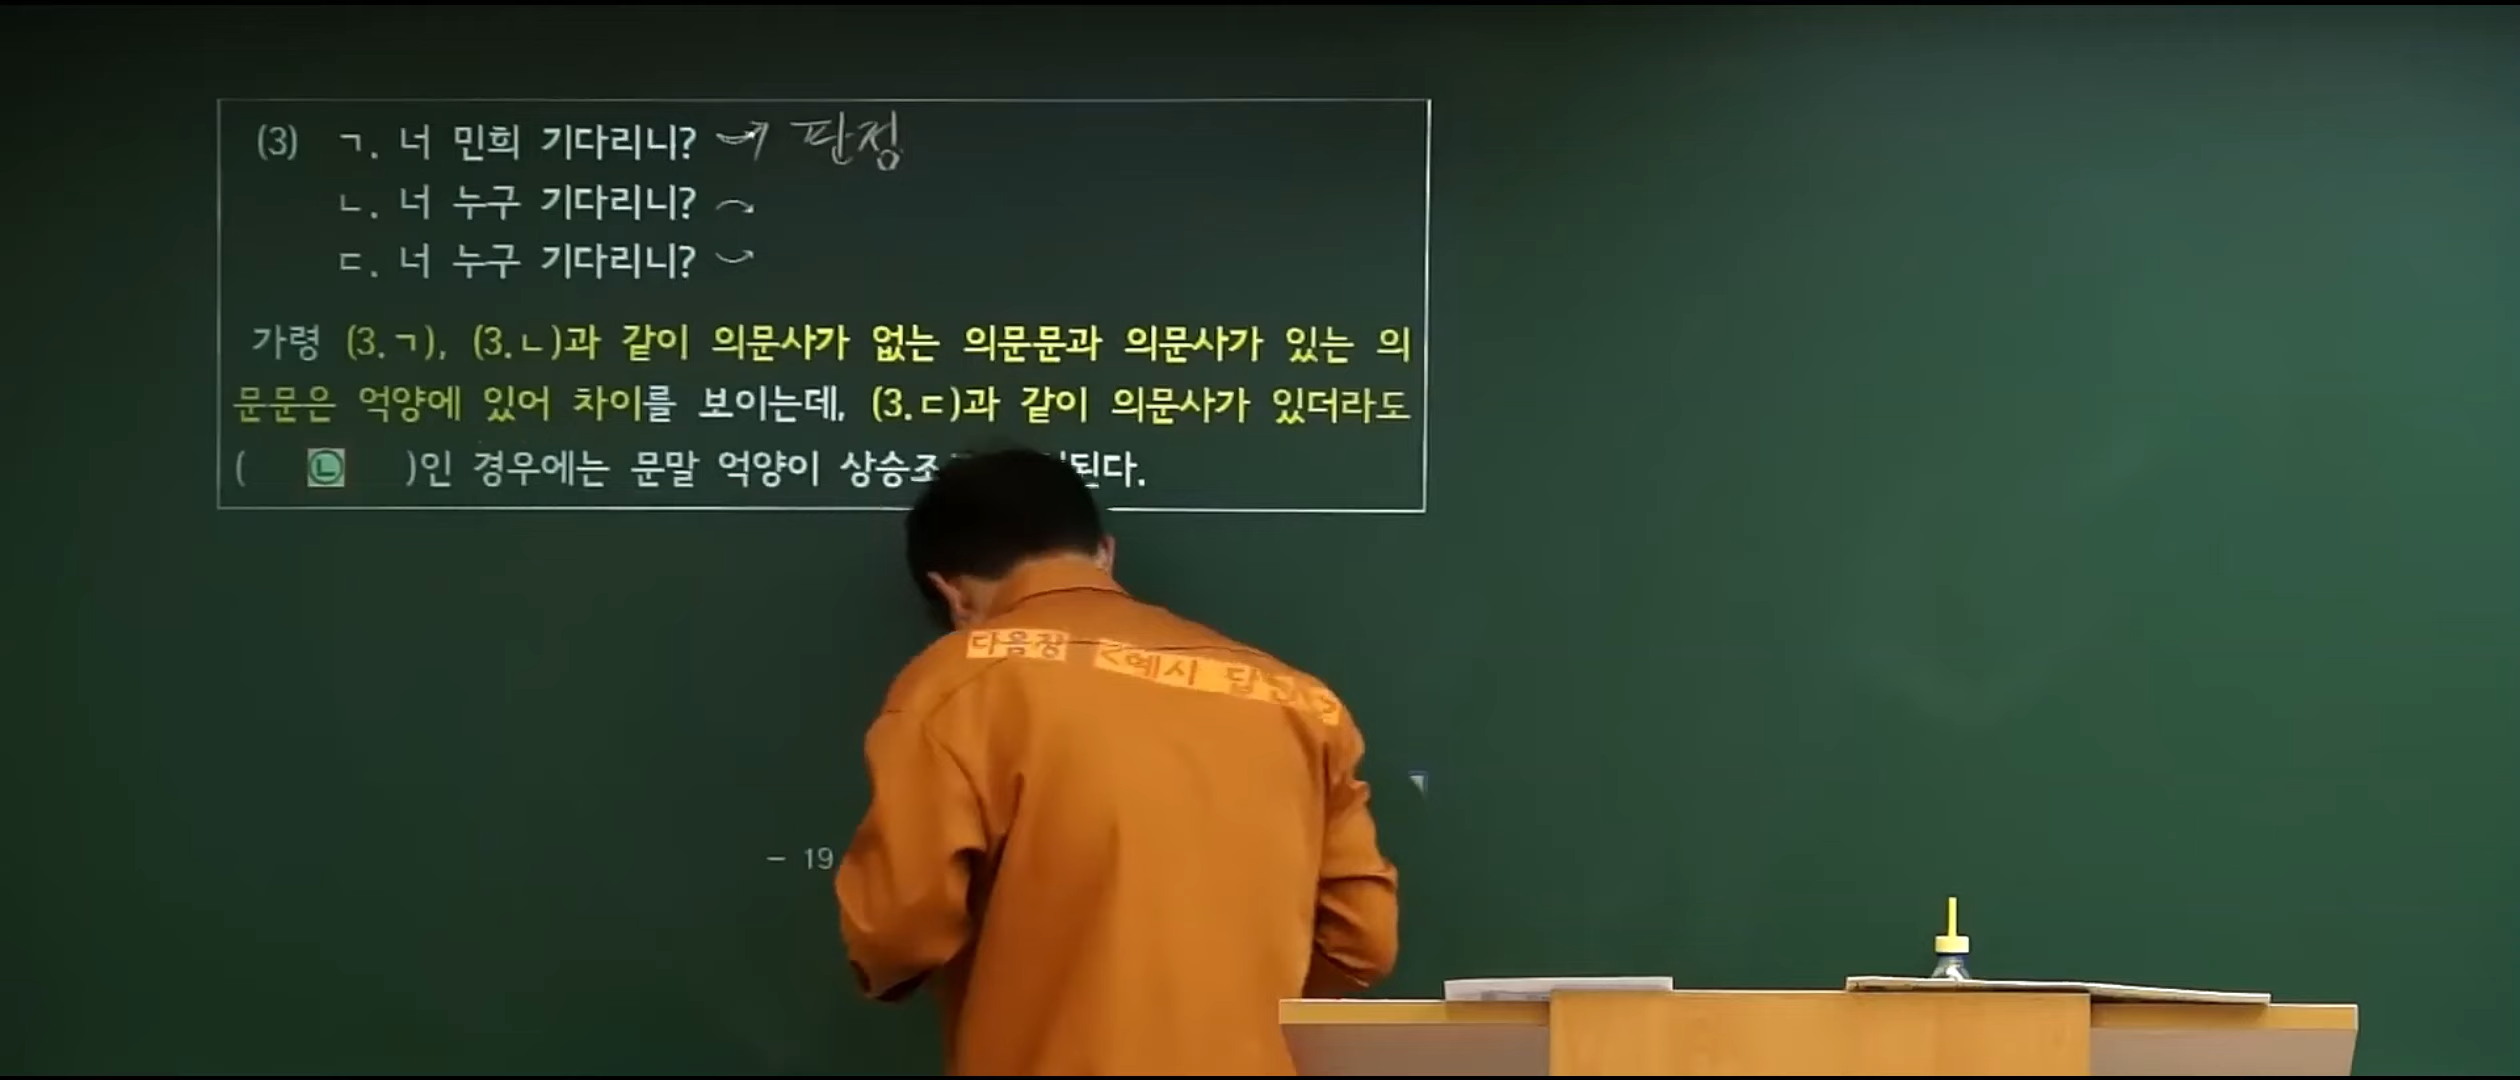 (3) ㄱ. 너 민희 기다리니? 판정
ㄴ. 너 누구 기다리니?
ㄷ. 너 누구 기다리니?
가령 (3.ㄱ), (3.ㄴ)과 같이 의문사가 없는 의문문과 의문사가 있는 의
문문은 억양에 있어 차이를 보이는데, (3.ㄷ)과 같이 의문사가 있더라도
( ㉡ )인 경우에는 문말 억양이 된다.
다음장 <예시
- 19